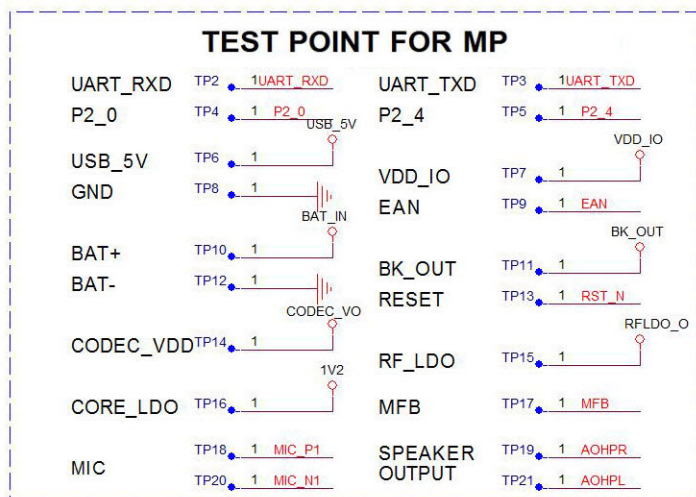 TEST POINT FOR MP
UART_RXD TP2 1 UART_RXD
UART_TXD TP3 1 UART_TXD
P2_0 TP4 1 P2_0
P2_4 TP5 1 P2_4
USB_5V
USB_5V TP6 1
VDD_IO
VDD_IO TP7 1
GND TP8 1
EAN TP9 1 EAN
BAT_IN
BAT+ TP10 1
BK_OUT
BK_OUT TP11 1
BAT- TP12 1
RESET TP13 1 RST_N
CODEC_VO
CODEC_VDD TP14 1
RFLDO_O
RF_LDO TP15 1
1V2
CORE_LDO TP16 1
MFB TP17 1 MFB
MIC
TP18 1 MIC_P1
TP20 1 MIC_N1
SPEAKER
OUTPUT
TP19 1 AOHPR
TP21 1 AOHPL